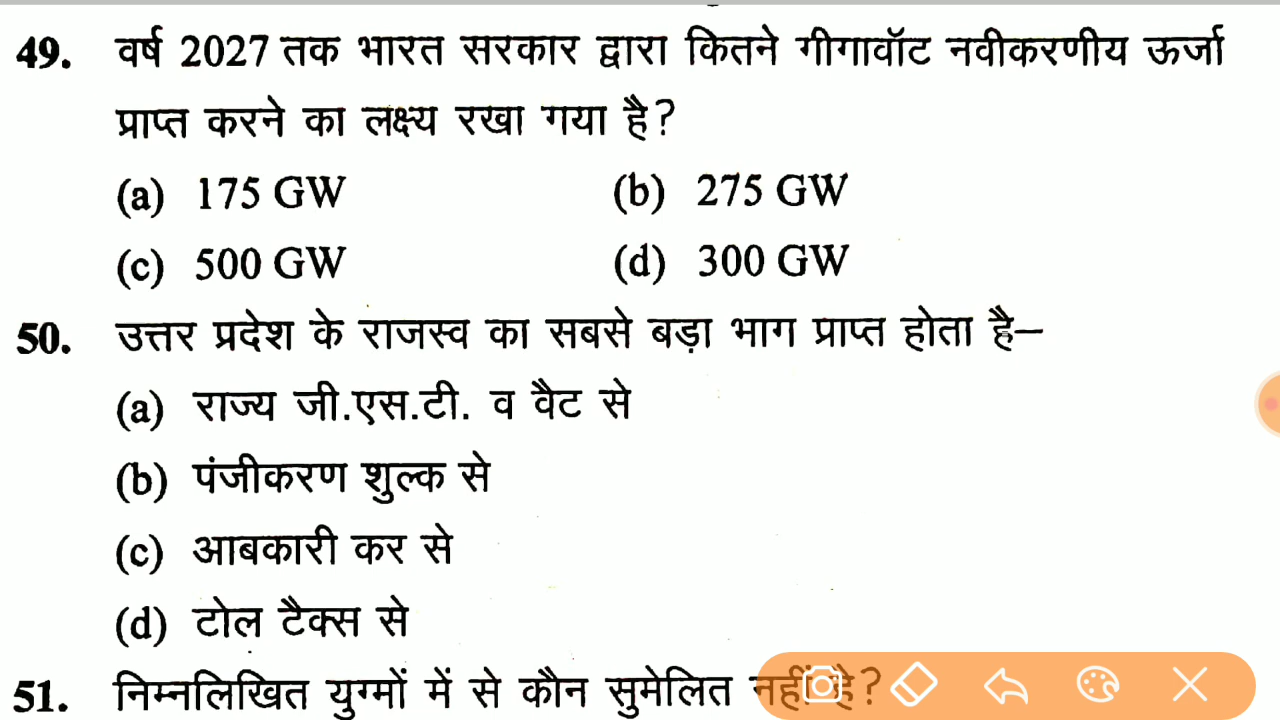 49. वर्ष 2027 तक भारत सरकार द्वारा कितने गीगावॉट नवीकरणीय ऊर्जा
प्राप्त करने का लक्ष्य रखा गया है?
(a) 175 GW (b) 275 GW
(c) 500 GW (d) 300 GW
50. उत्तर प्रदेश के राजस्व का सबसे बड़ा भाग प्राप्त होता है–
(a) राज्य जी.एस.टी. व वैट से
(b) पंजीकरण शुल्क से
(c) आबकारी कर से
(d) टोल टैक्स से
51. निम्नलिखित युग्मों में से कौन सुमेलित नहीं है?